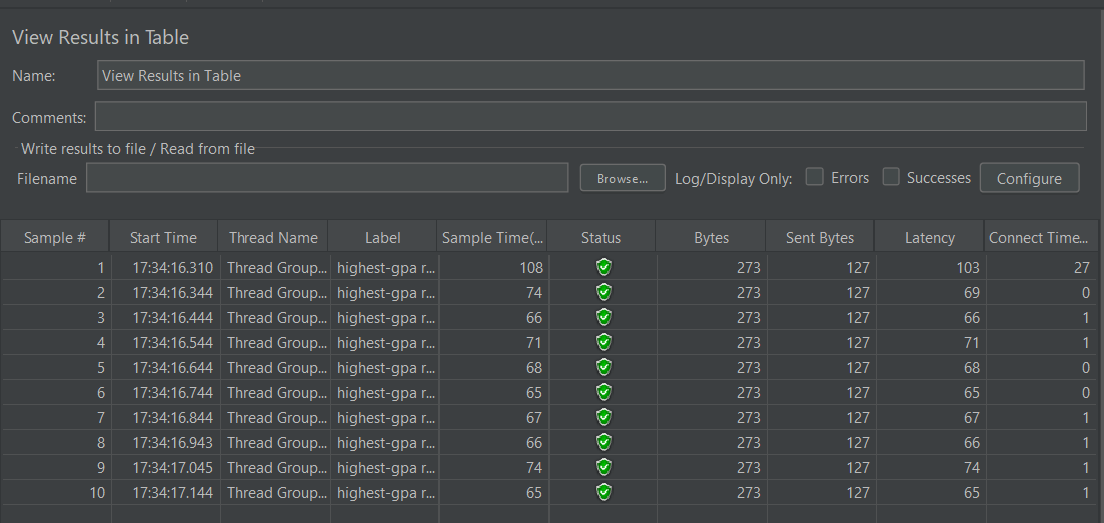 View Results in Table
Name: View Results in Table
Comments:
Write results to file / Read from file
Filename Browse... Log/Display Only: Errors Successes Configure
Sample # Start Time Thread Name Label Sample Time(... Status Bytes Sent Bytes Latency Connect Time...
1 17:34:16.310 Thread Group... highest-gpa r... 108 273 127 103 27
2 17:34:16.344 Thread Group... highest-gpa r... 74 273 127 69 0
3 17:34:16.444 Thread Group... highest-gpa r... 66 273 127 66 1
4 17:34:16.544 Thread Group... highest-gpa r... 71 273 127 71 1
5 17:34:16.644 Thread Group... highest-gpa r... 68 273 127 68 0
6 17:34:16.744 Thread Group... highest-gpa r... 65 273 127 65 0
7 17:34:16.844 Thread Group... highest-gpa r... 67 273 127 67 1
8 17:34:16.943 Thread Group... highest-gpa r... 66 273 127 66 1
9 17:34:17.045 Thread Group... highest-gpa r... 74 273 127 74 1
10 17:34:17.144 Thread Group... highest-gpa r... 65 273 127 65 1